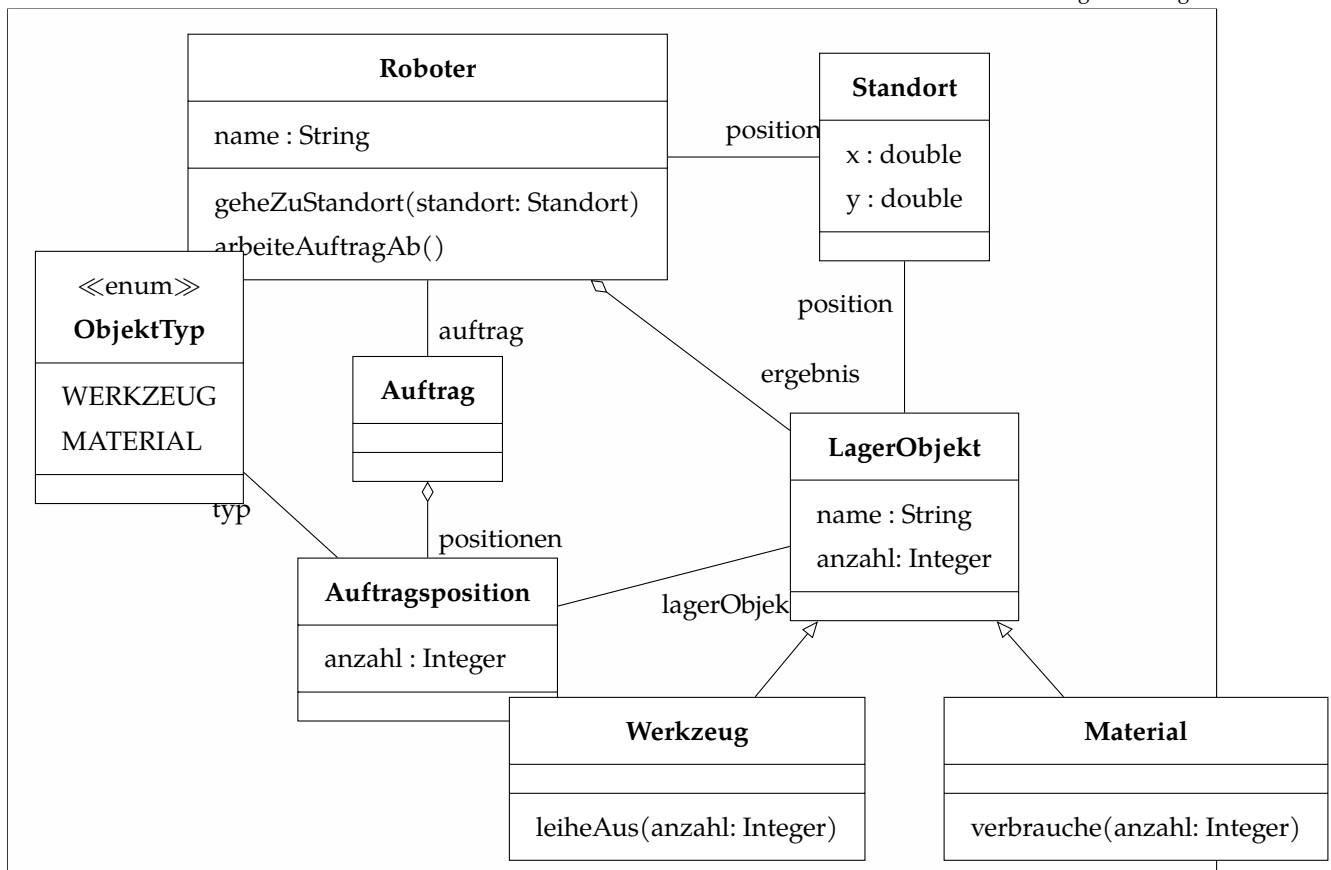 Roboter
name : String
geheZuStandort(standort: Standort)
arbeiteAuftragAb()
Standort
x : double
y : double
position
≪enum≫
ObjektTyp
WERKZEUG
MATERIAL
auftrag
position
ergebnis
Auftrag
LagerObjekt
name : String
anzahl: Integer
typ
positionen
Auftragsposition
anzahl : Integer
lagerObjek
Werkzeug
leiheAus(anzahl: Integer)
Material
verbrauche(anzahl: Integer)